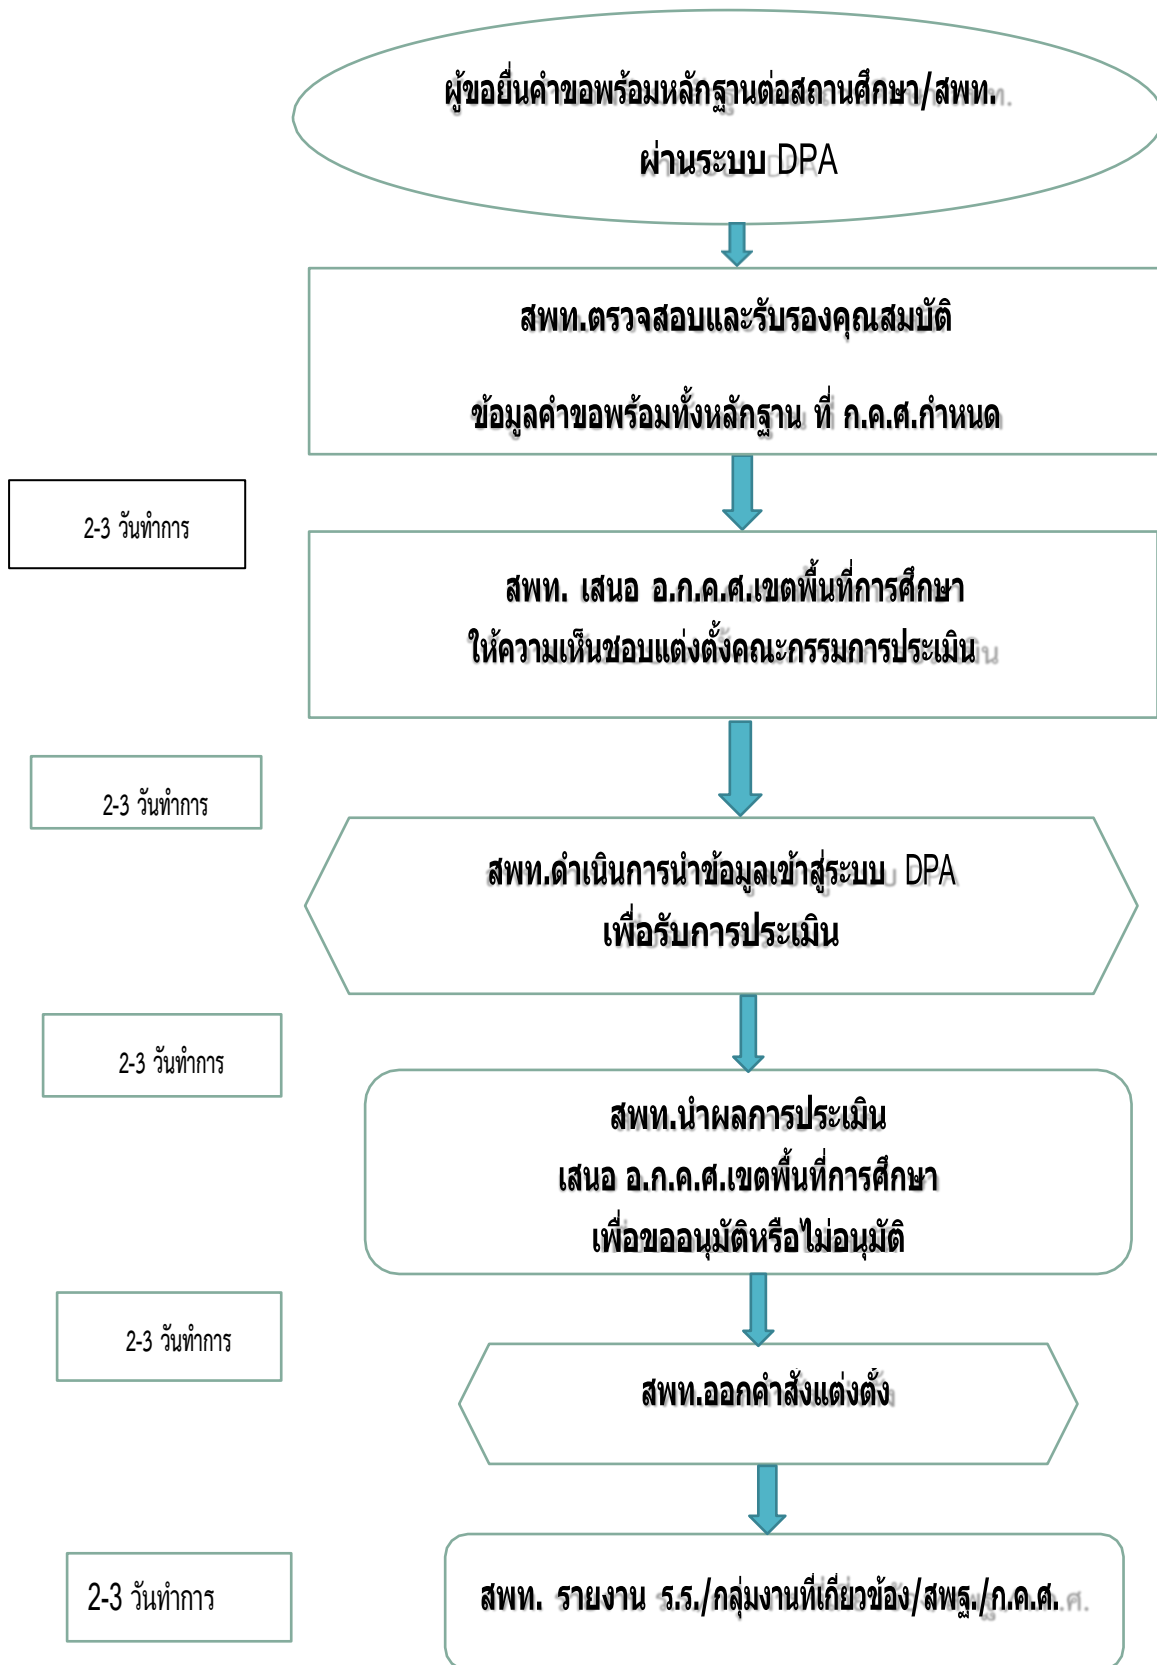 ผู้ขอยื่นคำขอพร้อมหลักฐานต่อสถานศึกษา/สพท.
ผ่านระบบ DPA
สพท.ตรวจสอบและรับรองคุณสมบัติ
ข้อมูลคำขอพร้อมทั้งหลักฐาน ที่ ก.ค.ศ.กำหนด
2-3 วันทำการ
สพท. เสนอ อ.ก.ค.ศ.เขตพื้นที่การศึกษา
ให้ความเห็นชอบแต่งตั้งคณะกรรมการประเมิน
2-3 วันทำการ
สพท.ดำเนินการนำข้อมูลเข้าสู่ระบบ DPA
เพื่อรับการประเมิน
2-3 วันทำการ
สพท.นำผลการประเมิน
เสนอ อ.ก.ค.ศ.เขตพื้นที่การศึกษา
เพื่อขออนุมัติหรือไม่อนุมัติ
2-3 วันทำการ
สพท.ออกคำสั่งแต่งตั้ง
2-3 วันทำการ
สพท. รายงาน ร.ร./กลุ่มงานที่เกี่ยวข้อง/สพฐ./ก.ค.ศ.